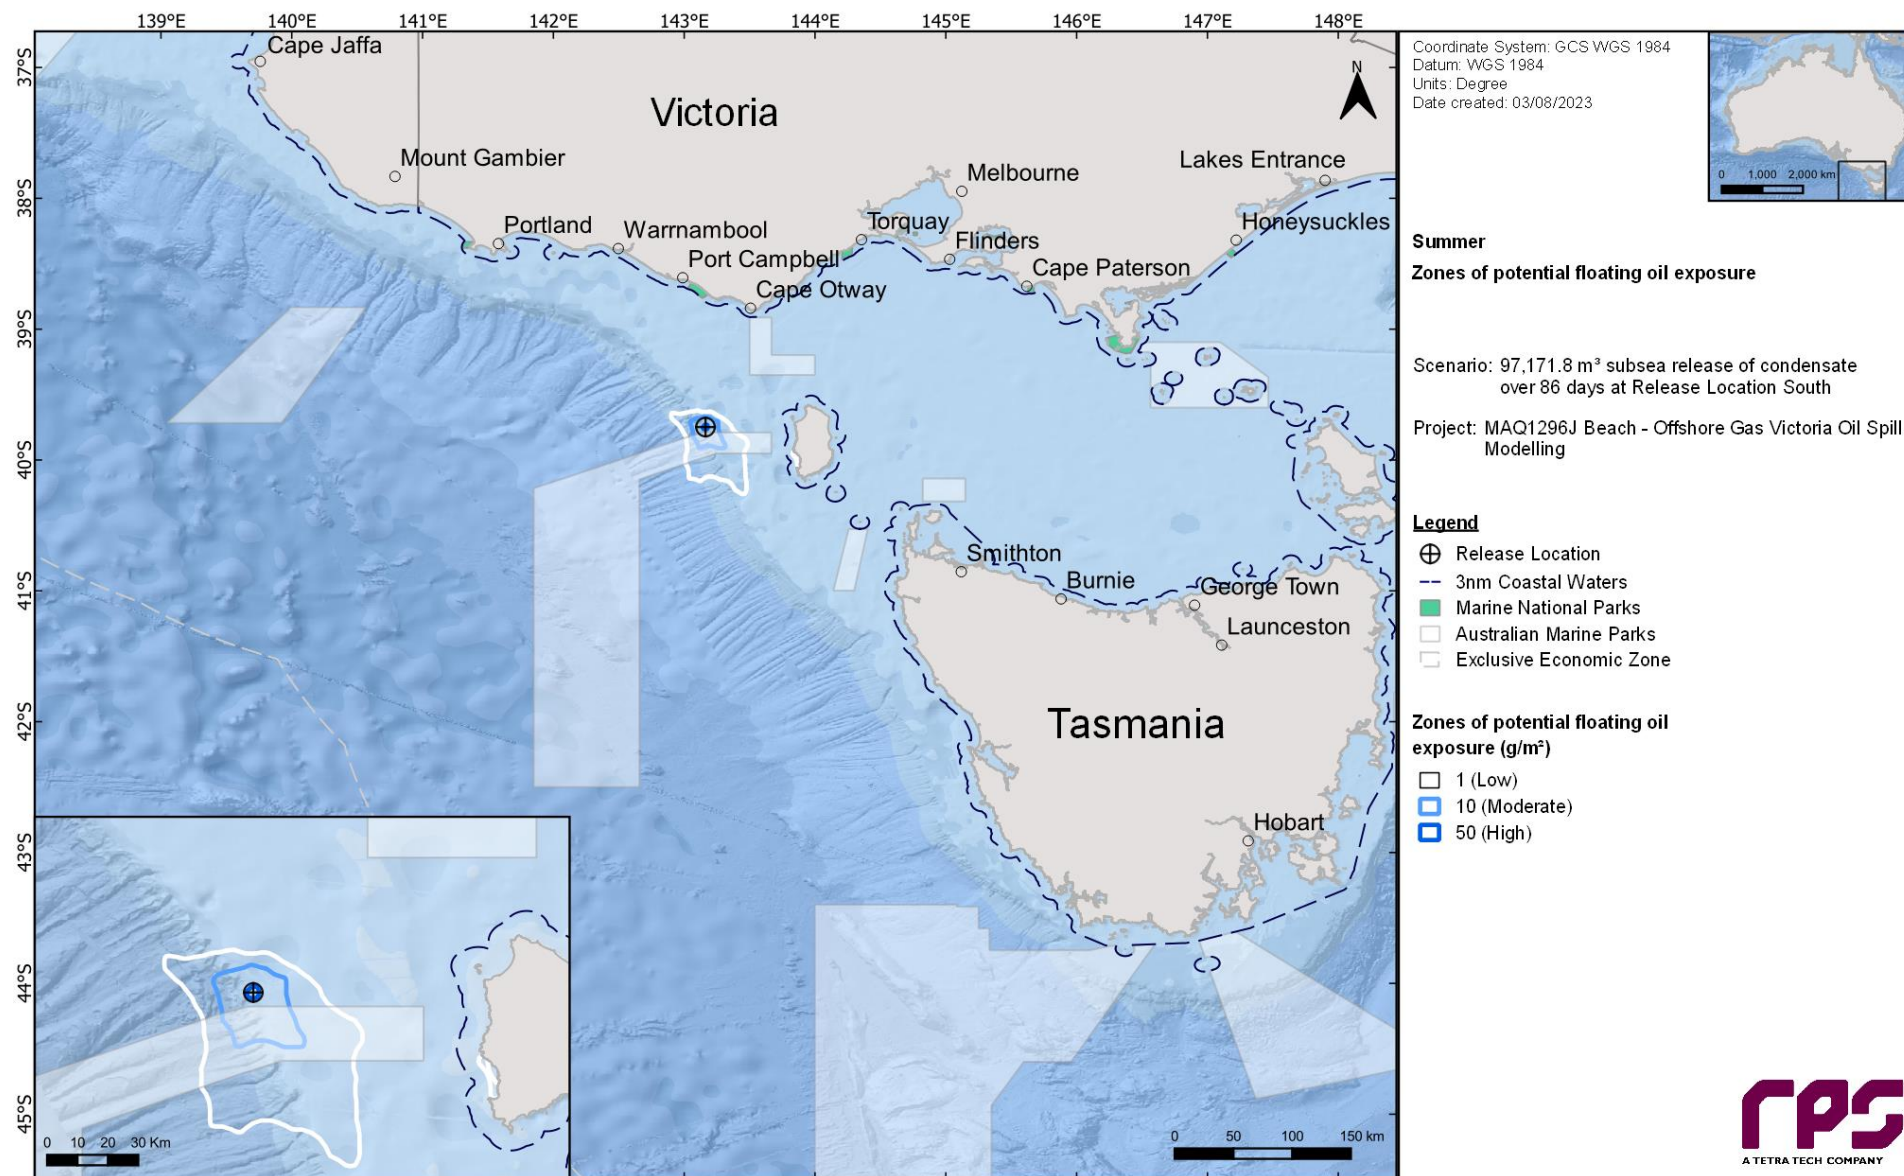 139°E 140°E 141°E 142°E 143°E 144°E 145°E 146°E 147°E 148°E
37°S
38°S
39°S
40°S
41°S
42°S
43°S
44°S
45°S
Cape Jaffa
Victoria
N
Mount Gambier
Melbourne
Lakes Entrance
Portland
Warrnambool
Torquay
Honeysuckles
Port Campbell
Flinders
Cape Otway
Cape Paterson
Smithton
Burnie
George Town
Launceston
Tasmania
Hobart
0 10 20 30 Km
0 50 100 150 km
Coordinate System: GCS WGS 1984
Datum: WGS 1984
Units: Degree
Date created: 03/08/2023
0 1,000 2,000 km
Summer
Zones of potential floating oil exposure
Scenario: 97,171.8 m³ subsea release of condensate
over 86 days at Release Location South
Project: MAQ1296J Beach - Offshore Gas Victoria Oil Spill
Modelling
Legend
Release Location
3nm Coastal Waters
Marine National Parks
Australian Marine Parks
Exclusive Economic Zone
Zones of potential floating oil
exposure (g/m²)
1 (Low)
10 (Moderate)
50 (High)
rps
A TETRA TECH COMPANY